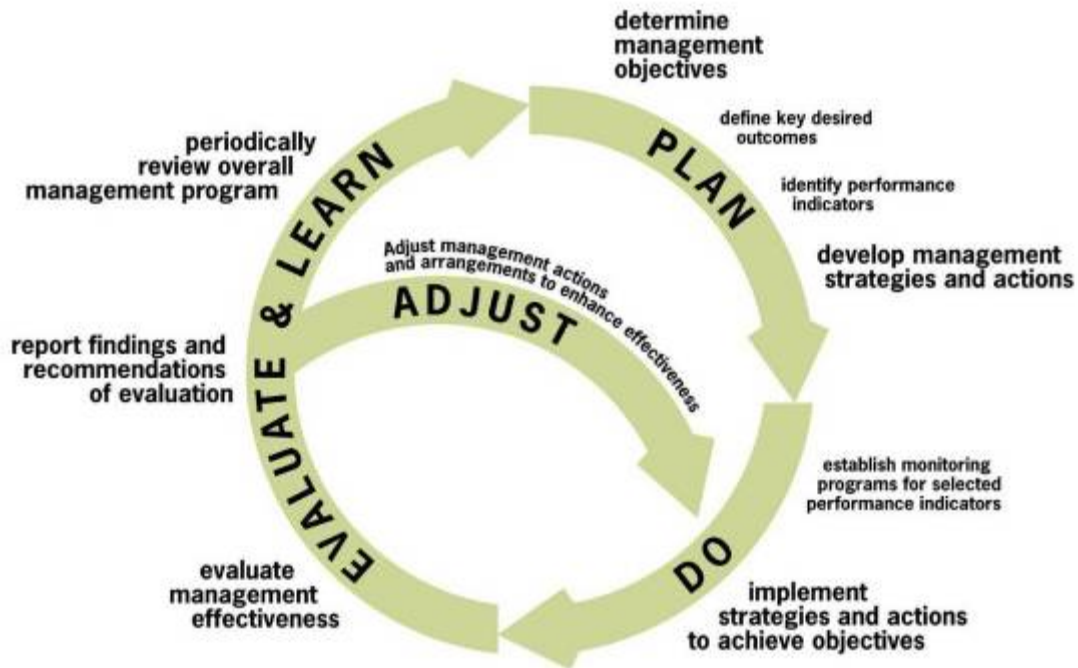 determine
management
objectives
define key desired
outcomes
PLAN
identify performance
indicators
develop management
strategies and actions
establish monitoring
programs for selected
performance indicators
DO
implement
strategies and actions
to achieve objectives
evaluate
management
effectiveness
EVALUATE & LEARN
report findings and
recommendations
of evaluation
periodically
review overall
management program
Adjust management actions
and arrangements to enhance effectiveness
ADJUST